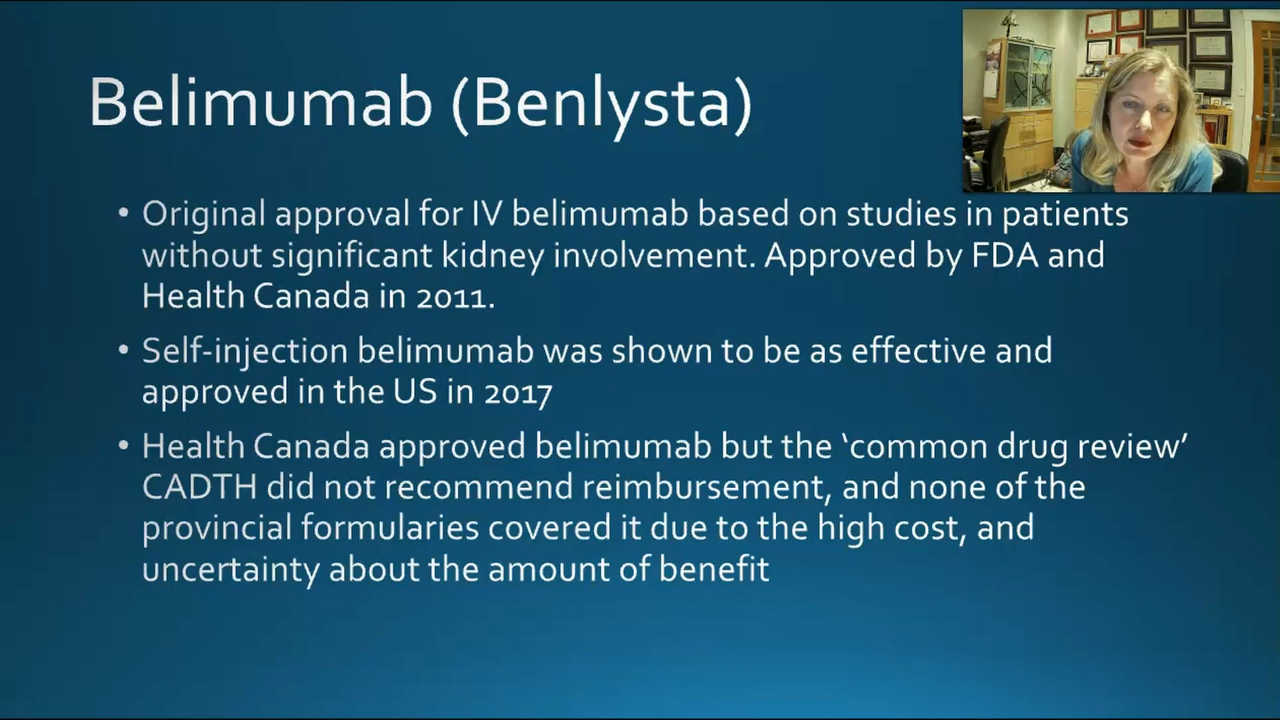 Belimumab (Benlysta)
• Original approval for IV belimumab based on studies in patients
without significant kidney involvement. Approved by FDA and
Health Canada in 2011.
• Self-injection belimumab was shown to be as effective and
approved in the US in 2017
• Health Canada approved belimumab but the ‘common drug review’
CADTH did not recommend reimbursement, and none of the
provincial formularies covered it due to the high cost, and
uncertainty about the amount of benefit